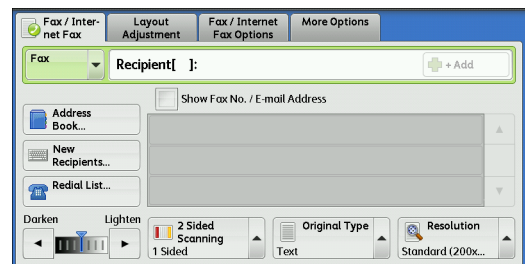 Fax / Inter-
net Fax
Layout
Adjustment
Fax / Internet
Fax Options
More Options
Fax
Recipient[   ]:
+ Add
Show Fax No. / E-mail Address
Address
Book...
New
Recipients...
Redial List...
Darken
Lighten
2 Sided
Scanning
1 Sided
Original Type
Text
Resolution
Standard (200x...